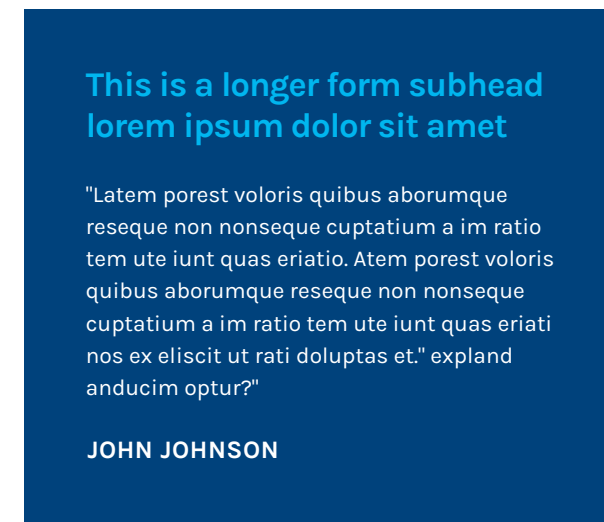 This is a longer form subhead
lorem ipsum dolor sit amet
"Latem porest voloris quibus aborumque
reseque non nonseque cuptatium a im ratio
tem ute iunt quas eriatio. Atem porest voloris
quibus aborumque reseque non nonseque
cuptatium a im ratio tem ute iunt quas eriati
nos ex eliscit ut rati doluptas et." expland
anducim optur?"
JOHN JOHNSON